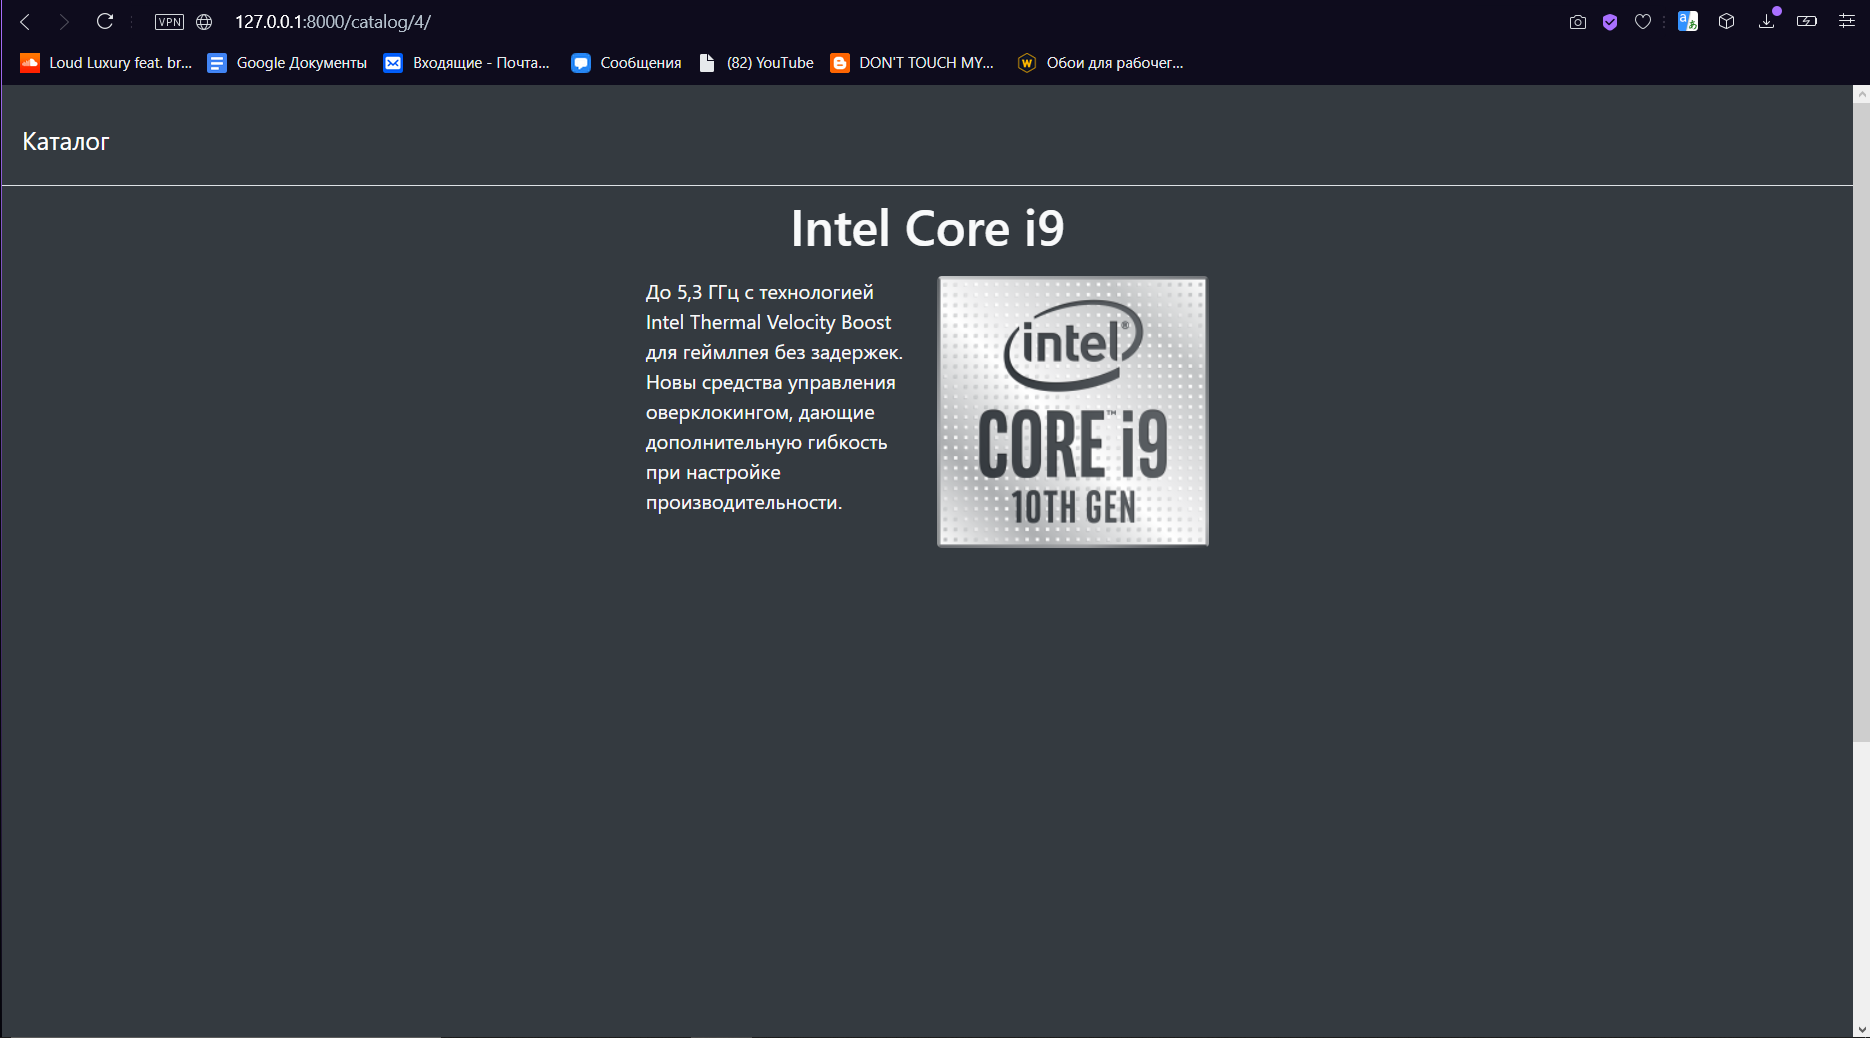 VPN 127.0.0.1:8000/catalog/4/
Loud Luxury feat. br... Google Документы Входящие - Почта... Сообщения (82) YouTube DON'T TOUCH MY... Обои для рабочег...
Каталог
Intel Core i9
До 5,3 ГГц с технологией
Intel Thermal Velocity Boost
для геймлпея без задержек.
Новы средства управления
оверклокингом, дающие
дополнительную гибкость
при настройке
производительности.
intel®
CORE™ i9
10TH GEN